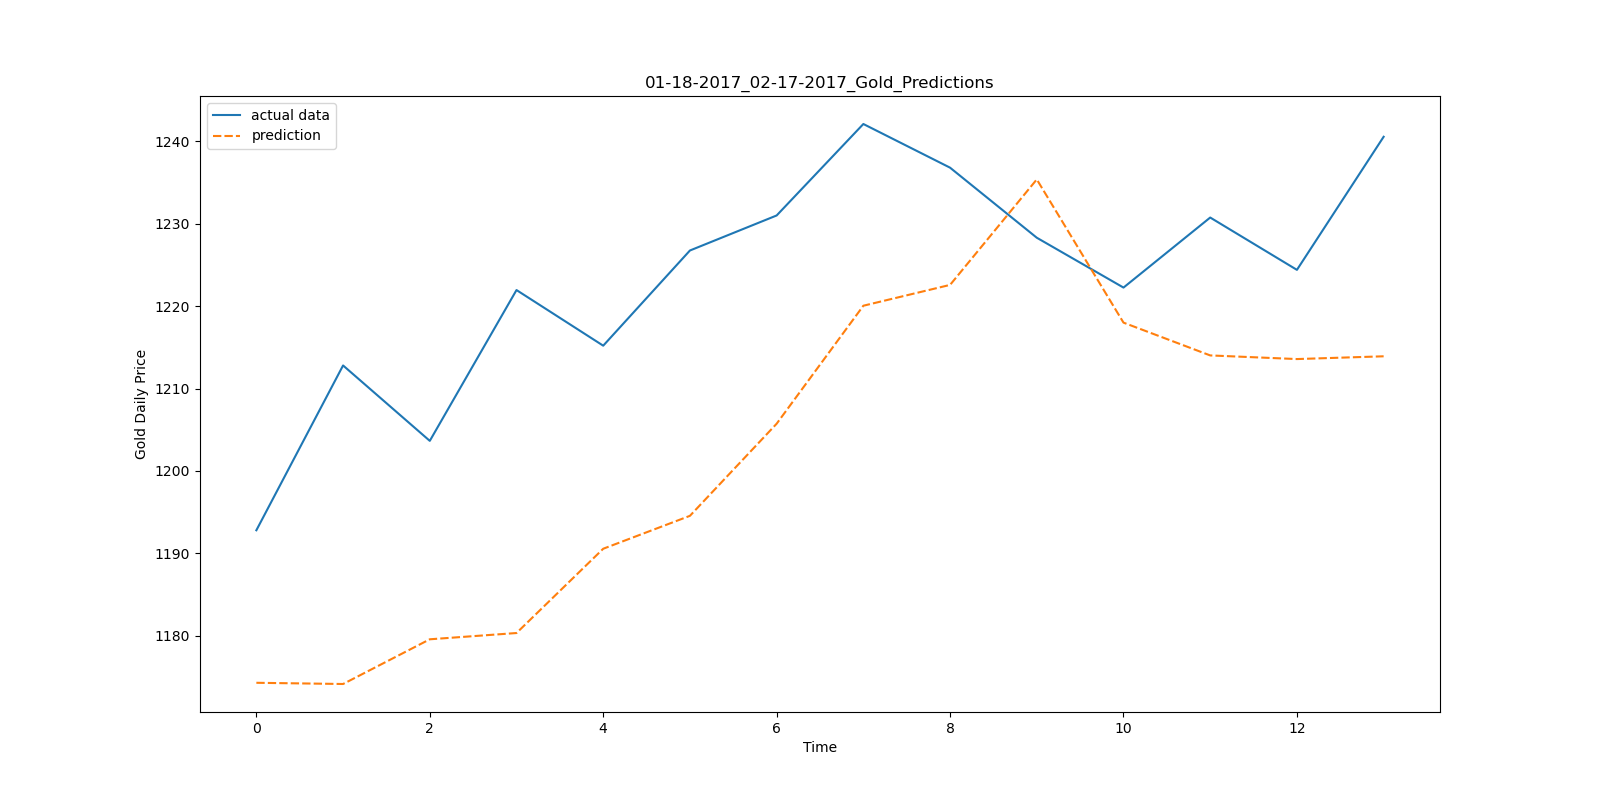 01-18-2017_02-17-2017_Gold_Predictions
actual data
prediction
1240
1230
1220
1210
1200
1190
1180
Gold Daily Price
0 2 4 6 8 10 12
Time